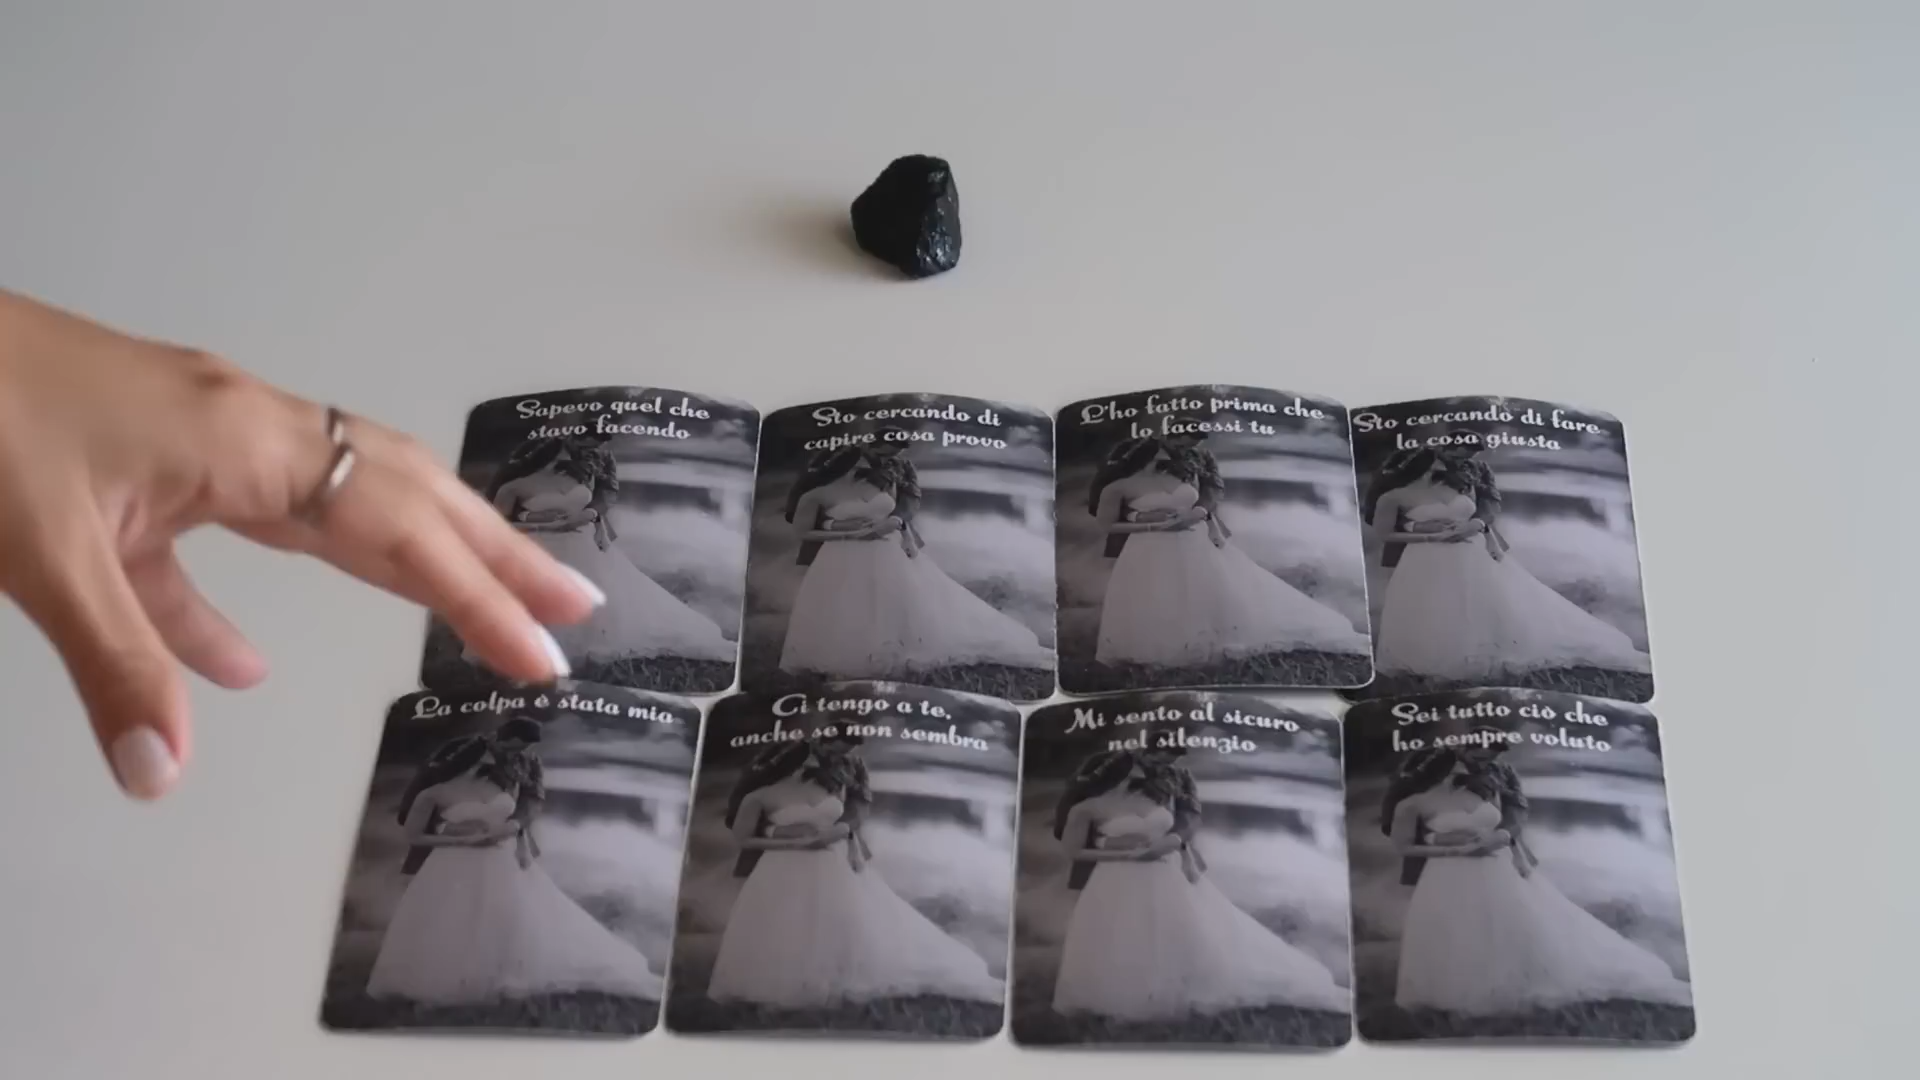 Sapevo quel che
stavo facendo
Sto cercando di
capire cosa provo
L'ho fatto prima che
lo facessi tu
Sto cercando di fare
la cosa giusta
La colpa è stata mia
Ci tengo a te,
anche se non sembra
Mi sento al sicuro
nel silenzio
Sei tutto ciò che
ho sempre voluto